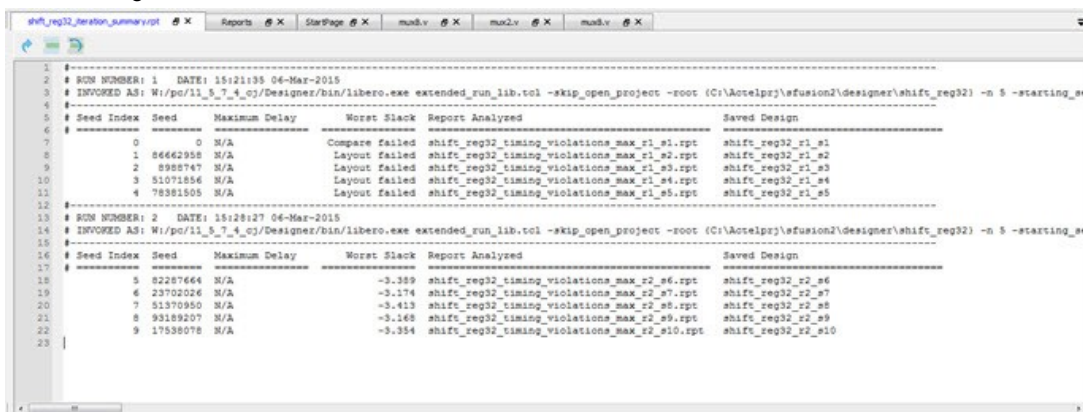 shift_reg32_iteration_summary.rpt Reports StartPage mux8.v mux2.v mux8.v
1 #
2 # RUN NUMBER: 1 DATE: 15:21:35 06-Mar-2015
3 # INVOKED AS: W:/pc/11_5_7_4_cj/Designer/bin/libero.exe extended_run_lib.tcl -skip_open_project -root (C:\Actelprj\sfusion2\designer\shift_reg32) -n 5 -starting_se
4 #
5 # Seed Index Seed Maximum Delay Worst Slack Report Analyzed Saved Design
6 #
7 0 0 N/A Compare failed shift_reg32_timing_violations_max_r1_s1.rpt shift_reg32_r1_s1
8 1 86662958 N/A Layout failed shift_reg32_timing_violations_max_r1_s2.rpt shift_reg32_r1_s2
9 2 8988747 N/A Layout failed shift_reg32_timing_violations_max_r1_s3.rpt shift_reg32_r1_s3
10 3 51071856 N/A Layout failed shift_reg32_timing_violations_max_r1_s4.rpt shift_reg32_r1_s4
11 4 78381505 N/A Layout failed shift_reg32_timing_violations_max_r1_s5.rpt shift_reg32_r1_s5
12 #
13 # RUN NUMBER: 2 DATE: 15:28:27 06-Mar-2015
14 # INVOKED AS: W:/pc/11_5_7_4_cj/Designer/bin/libero.exe extended_run_lib.tcl -skip_open_project -root (C:\Actelprj\sfusion2\designer\shift_reg32) -n 5 -starting_se
15 #
16 # Seed Index Seed Maximum Delay Worst Slack Report Analyzed Saved Design
17 #
18 5 82287664 N/A -3.389 shift_reg32_timing_violations_max_r2_s6.rpt shift_reg32_r2_s6
19 6 23702026 N/A -3.174 shift_reg32_timing_violations_max_r2_s7.rpt shift_reg32_r2_s7
20 7 51370950 N/A -3.413 shift_reg32_timing_violations_max_r2_s8.rpt shift_reg32_r2_s8
21 8 93189207 N/A -3.168 shift_reg32_timing_violations_max_r2_s9.rpt shift_reg32_r2_s9
22 9 17538078 N/A -3.354 shift_reg32_timing_violations_max_r2_s10.rpt shift_reg32_r2_s10
23